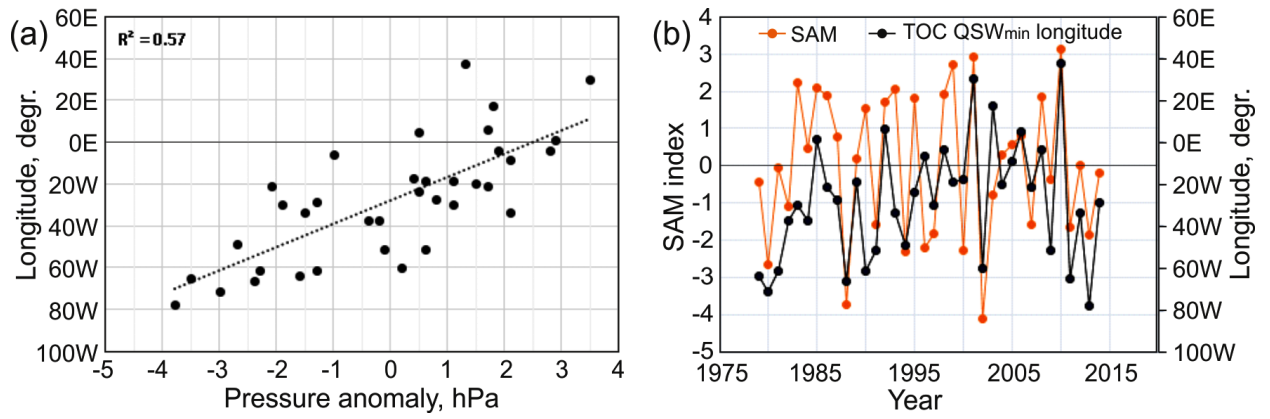 (a)
R² = 0.57
60E
40E
20E
0E
20W
40W
60W
80W
100W
Longitude, degr.
-5 -4 -3 -2 -1 0 1 2 3 4
Pressure anomaly, hPa
(b)
SAM TOC QSWmin longitude
4
3
2
1
0
-1
-2
-3
-4
-5
SAM index
60E
40E
20E
0E
20W
40W
60W
80W
100W
Longitude, degr.
1975 1985 1995 2005 2015
Year